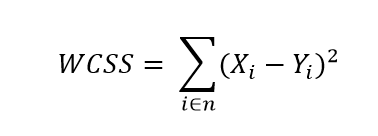 WCSS = ∑_{i∈n} (X_i − Y_i)^2